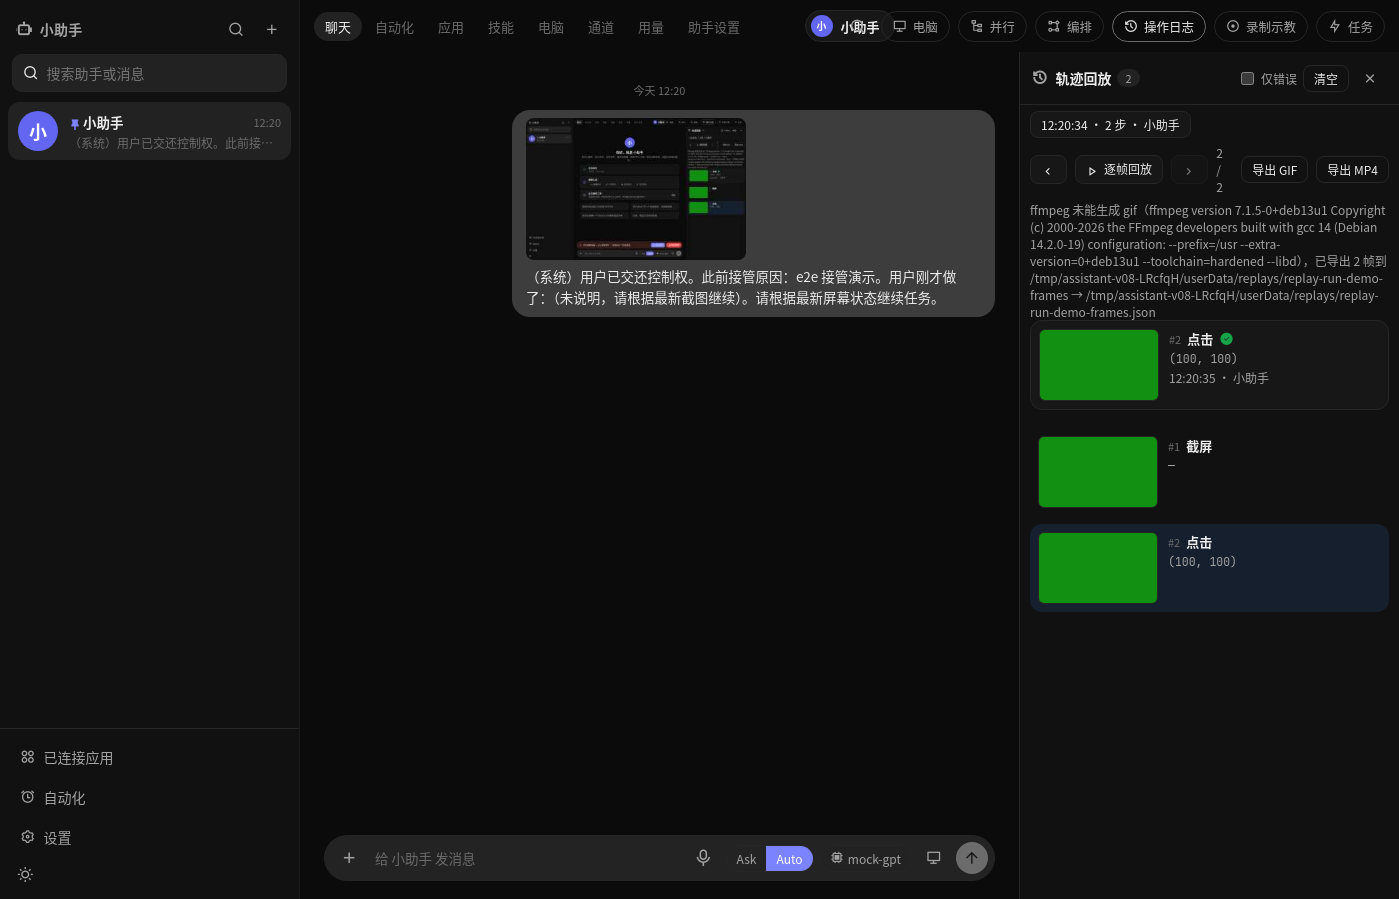 小助手
搜索助手或消息
小
小助手
12:20
（系统）用户已交还控制权。此前接…
已连接应用
自动化
设置
聊天
自动化
应用
技能
电脑
通道
用量
助手设置
小
小助手
电脑
并行
编排
操作日志
录制示教
任务
今天 12:20
（系统）用户已交还控制权。此前接管原因：e2e 接管演示。用户刚才做
了：（未说明，请根据最新截图继续）。请根据最新屏幕状态继续任务。
给 小助手 发消息
Ask
Auto
mock-gpt
轨迹回放
2
仅错误
清空
12:20:34 · 2 步 · 小助手
逐帧回放
2
/
2
导出 GIF
导出 MP4
ffmpeg 未能生成 gif（ffmpeg version 7.1.5-0+deb13u1 Copyright
(c) 2000-2026 the FFmpeg developers built with gcc 14 (Debian
14.2.0-19) configuration: --prefix=/usr --extra-
version=0+deb13u1 --toolchain=hardened --libd），已导出 2 帧到
/tmp/assistant-v08-LRcfqH/userData/replays/replay-run-demo-
frames → /tmp/assistant-v08-LRcfqH/userData/replays/replay-
run-demo-frames.json
#2 点击
(100, 100)
12:20:35 · 小助手
#1 截屏
—
#2 点击
(100, 100)